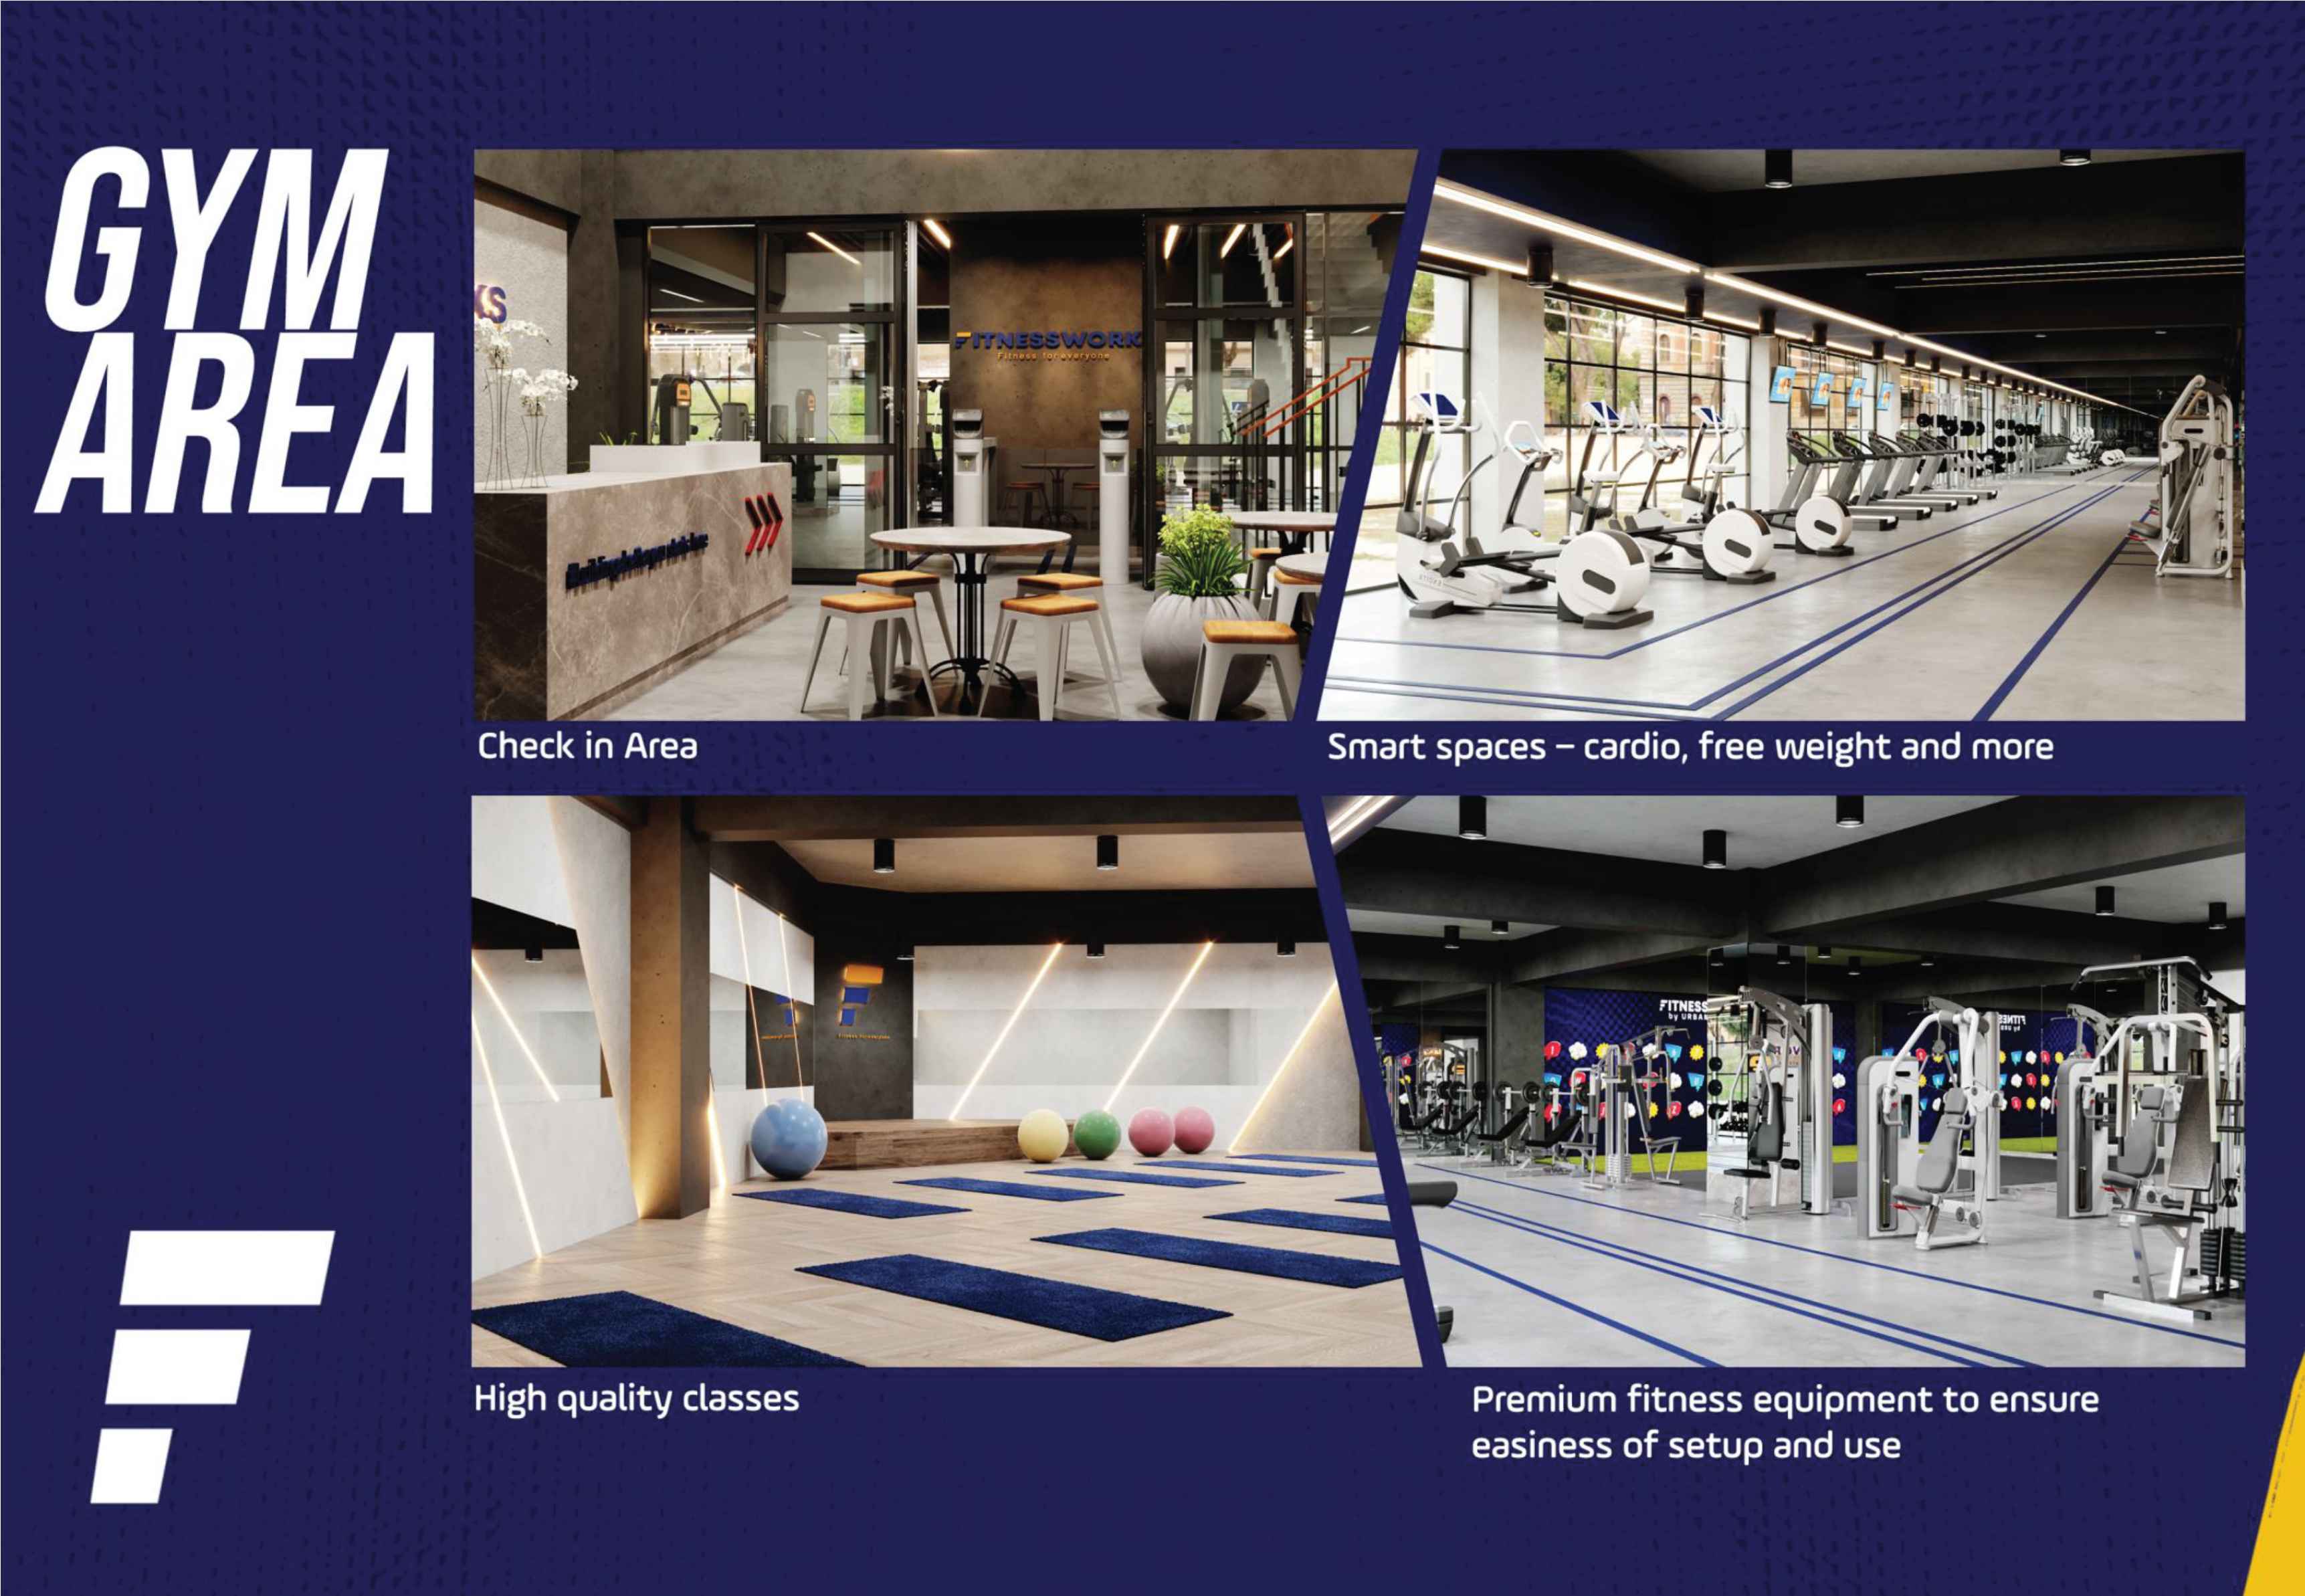 GYM
AREA
KS
FITNESSWORK
Fitness for everyone
Check in Area
Smart spaces – cardio, free weight and more
FITNESS
by URBAN
High quality classes
Premium fitness equipment to ensure
easiness of setup and use